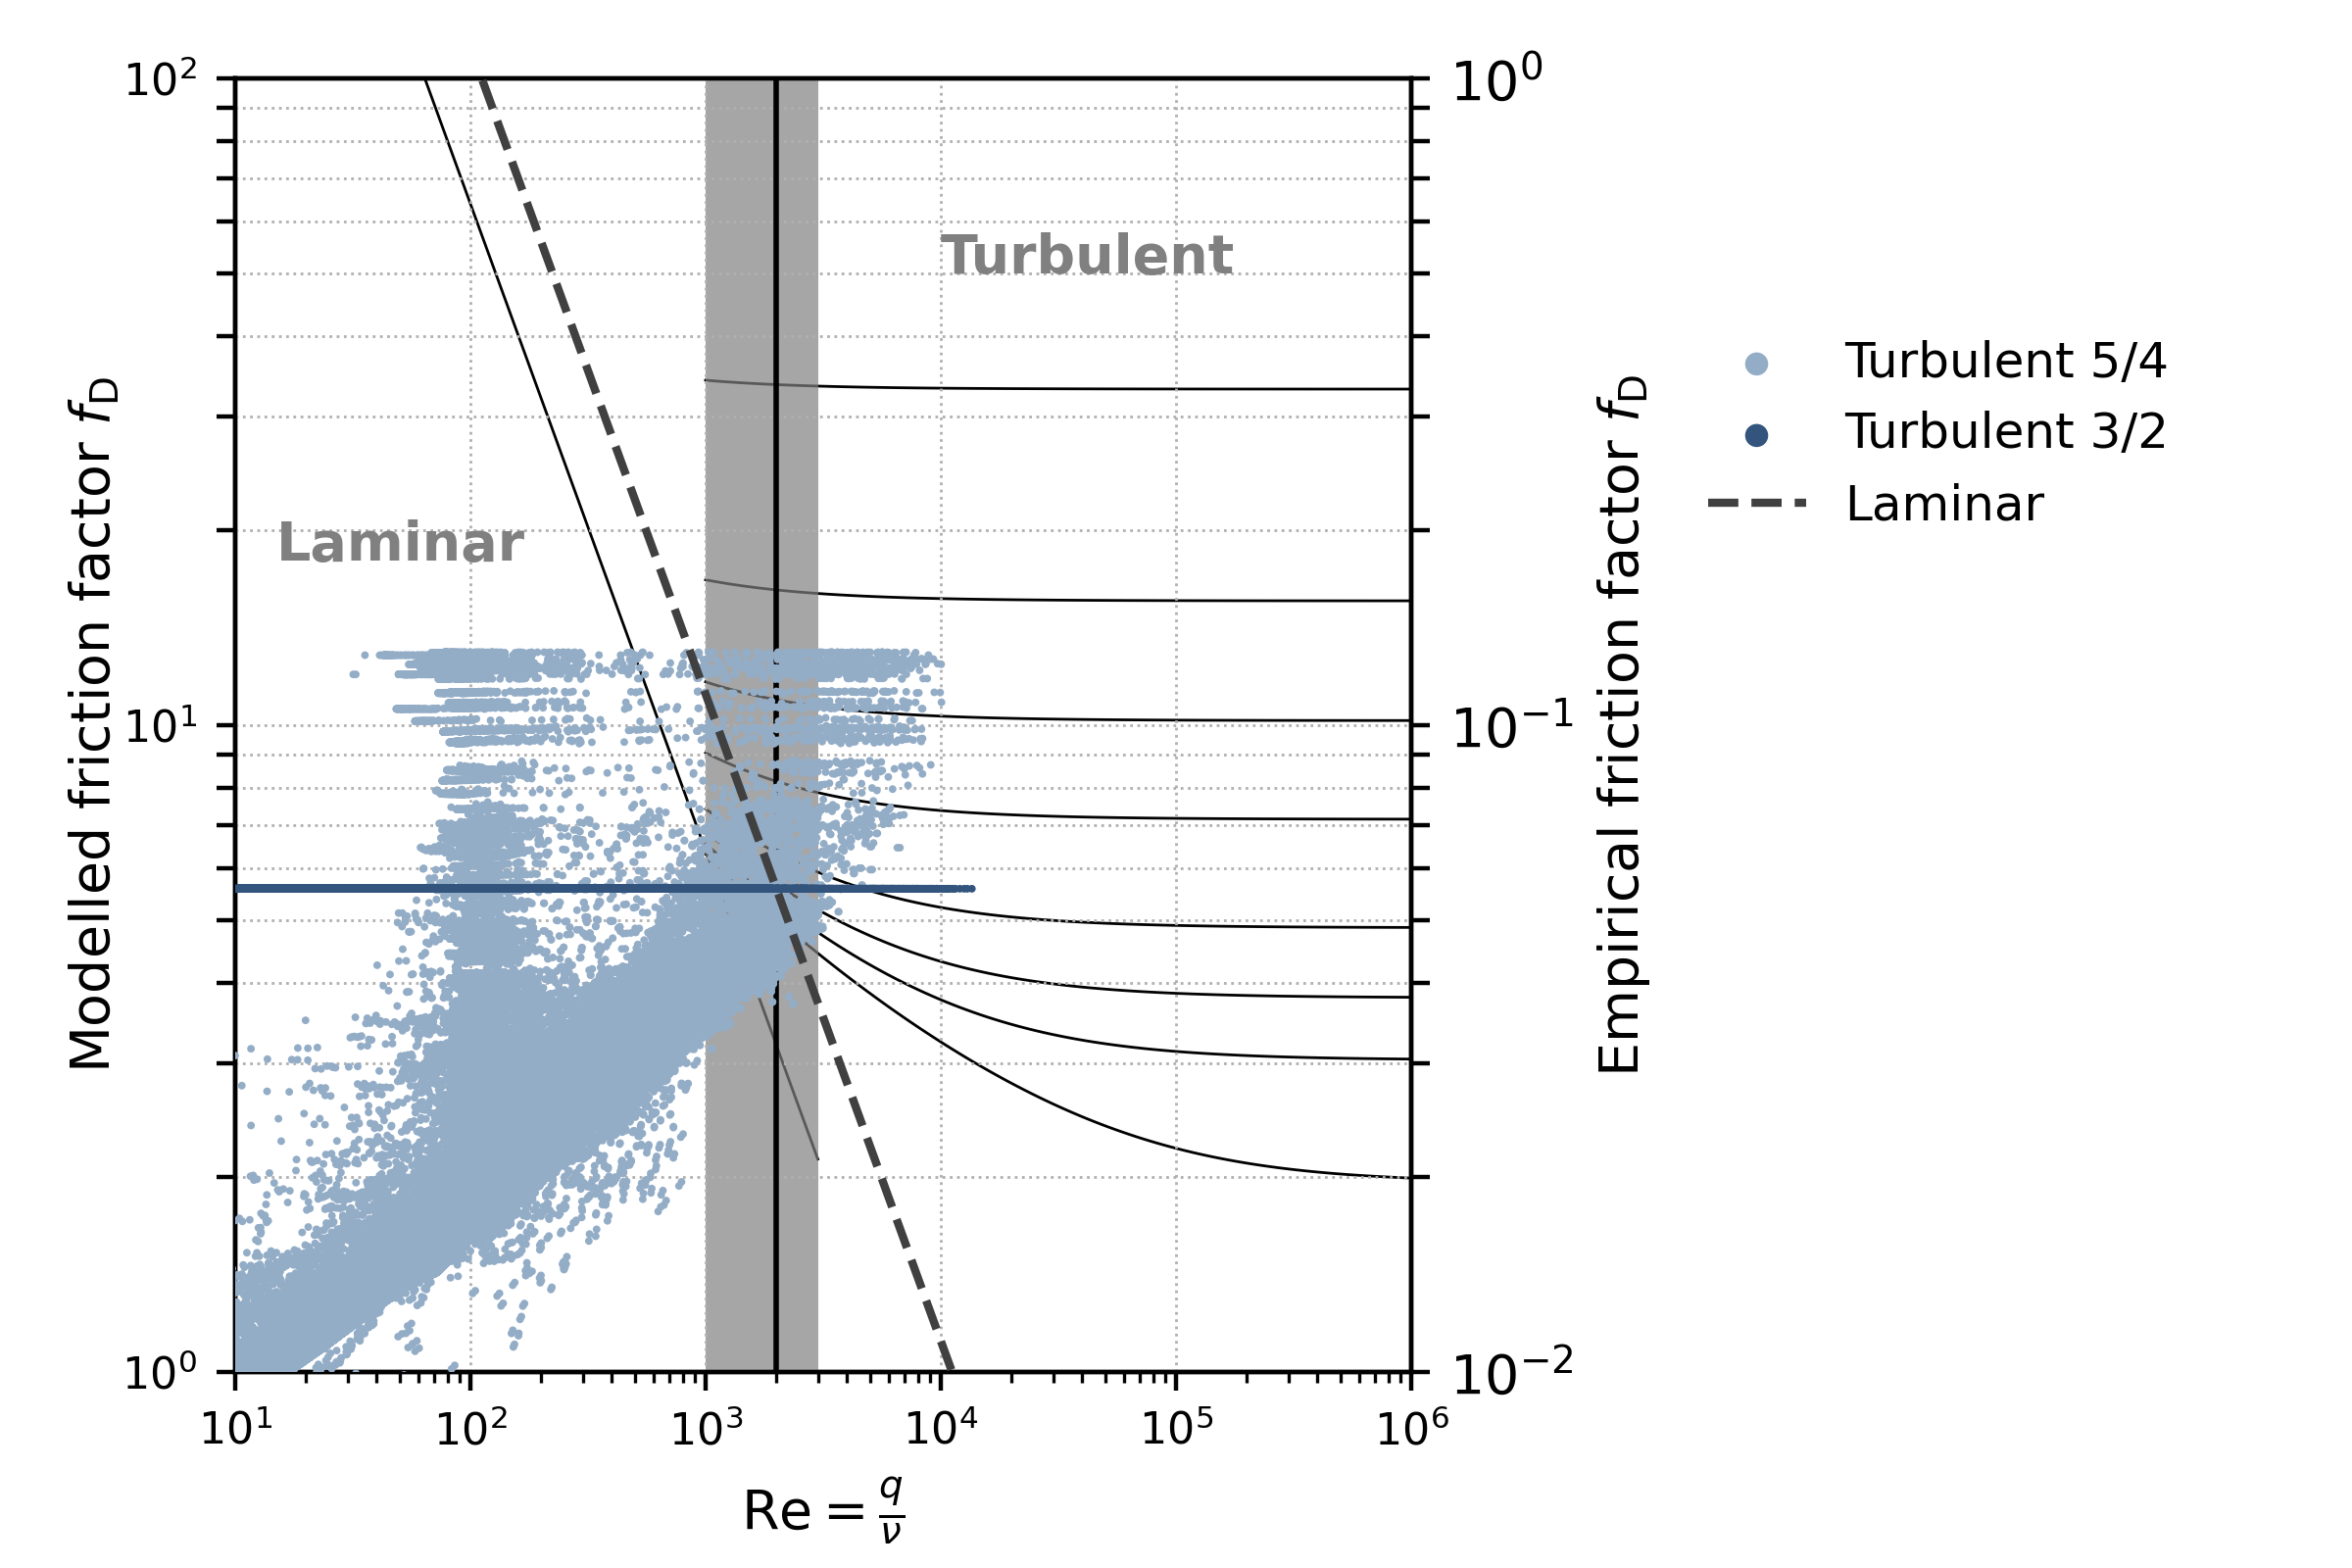 10²
10¹
10⁰
Modelled friction factor f_D
10¹ 10² 10³ 10⁴ 10⁵ 10⁶
Re = q/ν
Laminar
Turbulent
10⁰
10⁻¹
10⁻²
Empirical friction factor f_D
Turbulent 5/4
Turbulent 3/2
Laminar